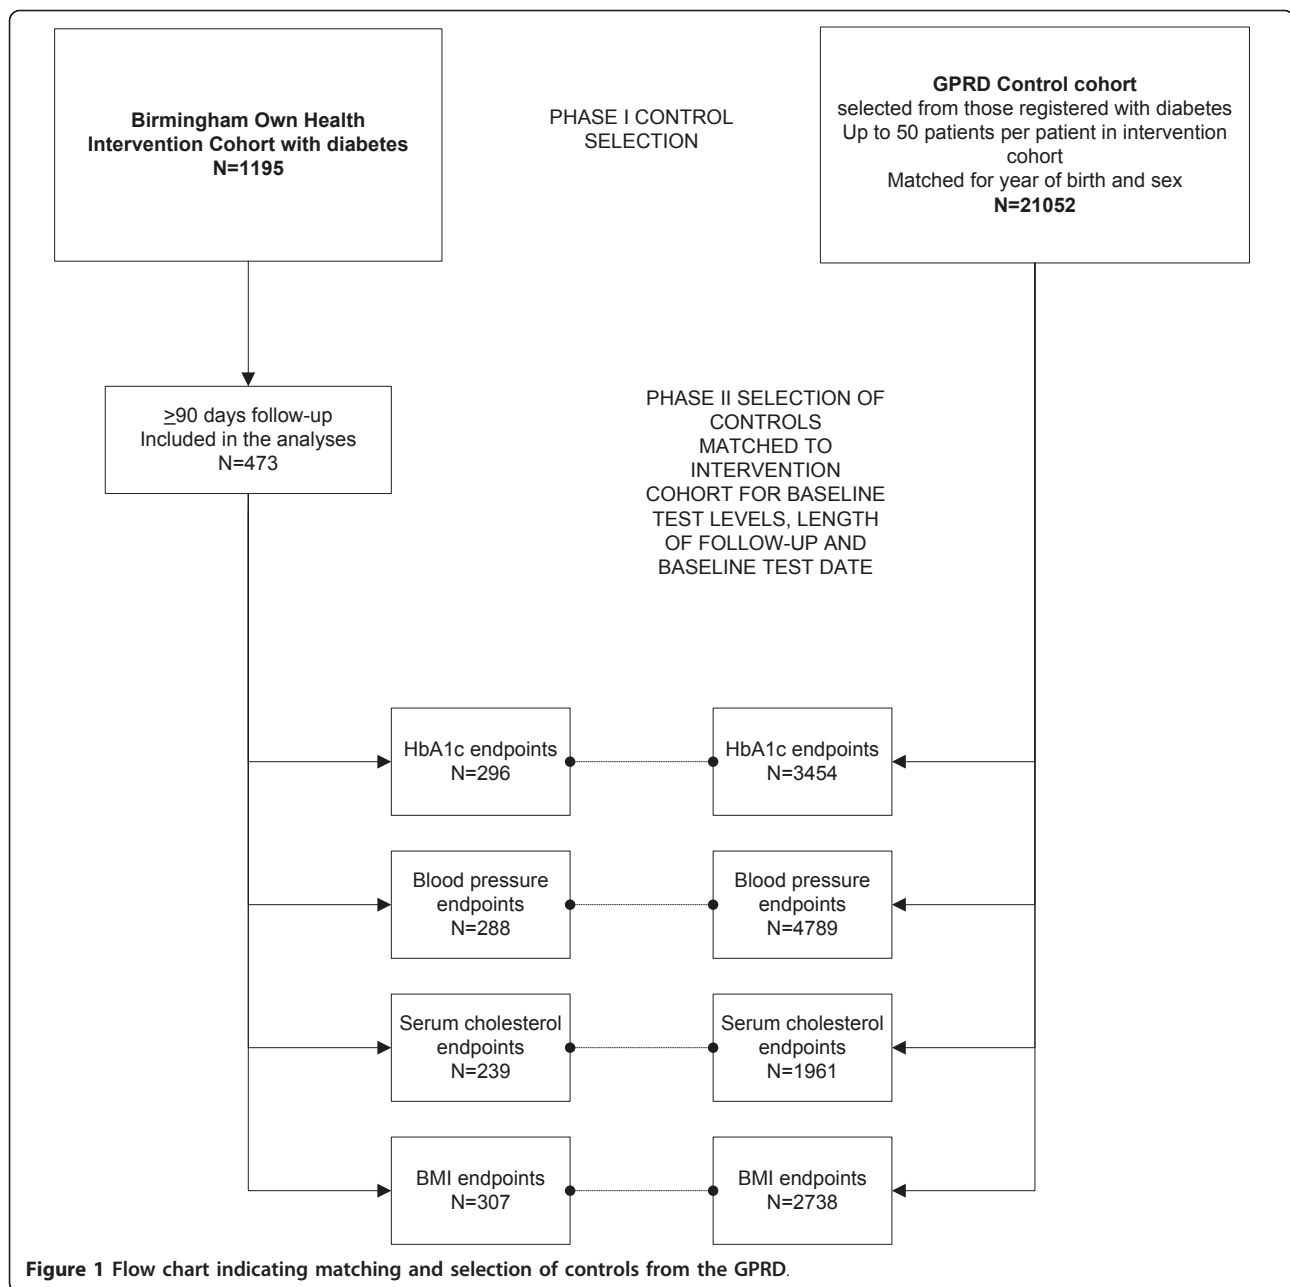 Birmingham Own Health
Intervention Cohort with diabetes
N=1195
PHASE I CONTROL
SELECTION
GPRD Control cohort
selected from those registered with diabetes
Up to 50 patients per patient in intervention
cohort
Matched for year of birth and sex
N=21052
≥90 days follow-up
Included in the analyses
N=473
PHASE II SELECTION OF
CONTROLS
MATCHED TO
INTERVENTION
COHORT FOR BASELINE
TEST LEVELS, LENGTH
OF FOLLOW-UP AND
BASELINE TEST DATE
HbA1c endpoints
N=296
HbA1c endpoints
N=3454
Blood pressure
endpoints
N=288
Blood pressure
endpoints
N=4789
Serum cholesterol
endpoints
N=239
Serum cholesterol
endpoints
N=1961
BMI endpoints
N=307
BMI endpoints
N=2738
Figure 1 Flow chart indicating matching and selection of controls from the GPRD.